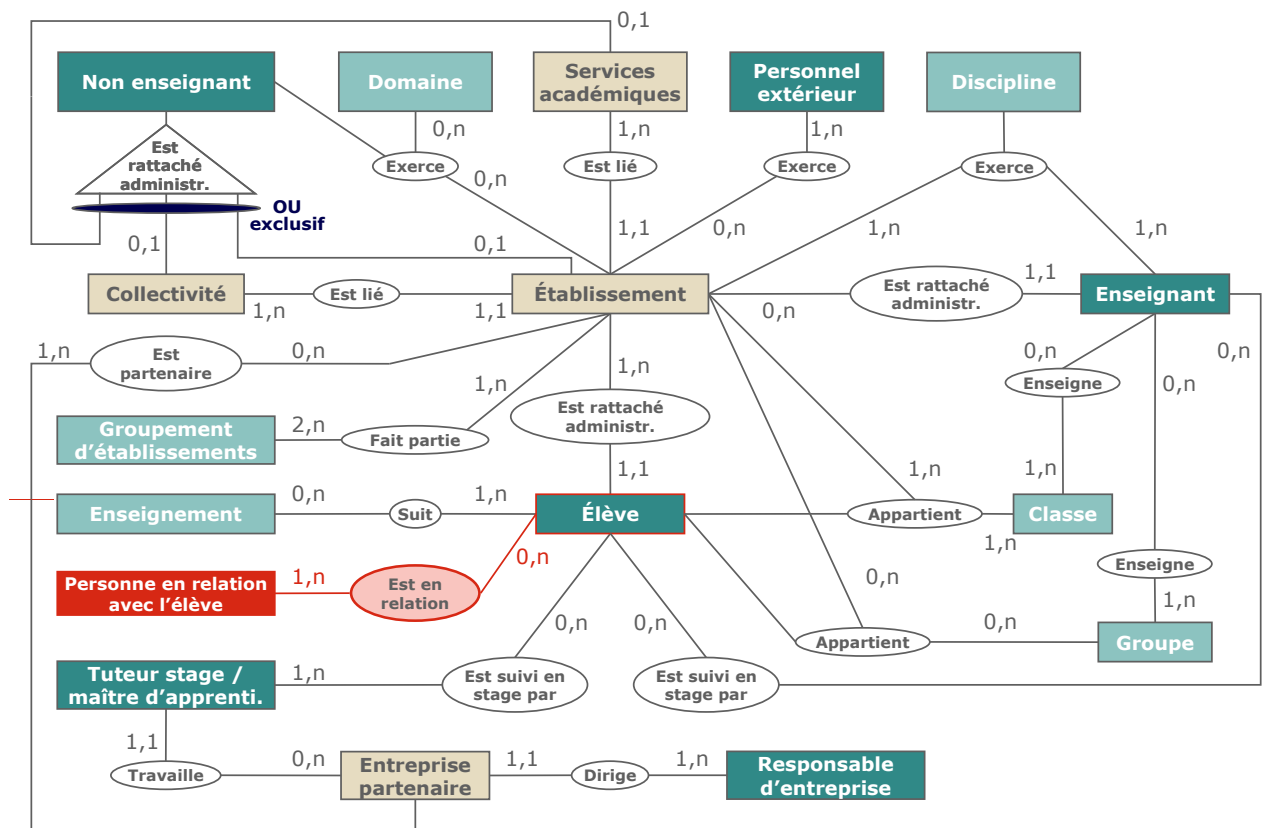 0,1
Non enseignant
Domaine
Services
académiques
Personnel
extérieur
Discipline
0,n
1,n
1,n
Est
rattaché
administr.
Exerce
Est lié
Exerce
Exerce
0,n
OU
exclusif
0,1
0,1
1,1
0,n
1,n
1,n
Collectivité
Est lié
Établissement
Est rattaché
administr.
1,1
Enseignant
1,n
1,1
0,n
1,n
Est
partenaire
0,n
1,n
1,n
0,n
Enseigne
0,n
0,n
Groupement
d'établissements
2,n
Fait partie
Est rattaché
administr.
1,1
1,n
1,n
Enseignement
0,n
Suit
1,n
Élève
Appartient
Classe
1,n
0,n
Personne en relation
avec l'élève
1,n
Est en
relation
0,n
Enseigne
1,n
0,n
0,n
Appartient
0,n
Groupe
Tuteur stage /
maître d'apprenti.
1,n
Est suivi en
stage par
Est suivi en
stage par
1,1
Travaille
0,n
Entreprise
partenaire
1,1
Dirige
1,n
Responsable
d'entreprise